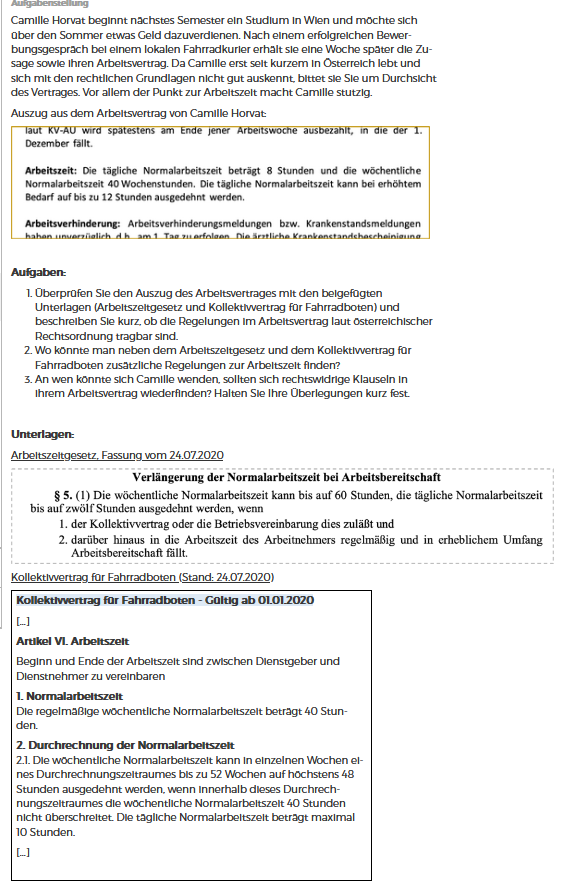 Aufgabenstellung
Camille Horvat beginnt nächstes Semester ein Studium in Wien und möchte sich
über den Sommer etwas Geld dazuverdienen. Nach einem erfolgreichen Bewer-
bungsgespräch bei einem lokalen Fahrradkurier erhält sie eine Woche später die Zu-
sage sowie ihren Arbeitsvertrag. Da Camille erst seit kurzem in Österreich lebt und
sich mit den rechtlichen Grundlagen nicht gut auskennt, bittet sie Sie um Durchsicht
des Vertrages. Vor allem der Punkt zur Arbeitszeit macht Camille stutzig.
Auszug aus dem Arbeitsvertrag von Camille Horvat:
laut KV-AU wird spätestens am Ende jener Arbeitswoche ausbezahlt, in die der 1.
Dezember fällt.
Arbeitszeit: Die tägliche Normalarbeitszeit beträgt 8 Stunden und die wöchentliche
Normalarbeitszeit 40 Wochenstunden. Die tägliche Normalarbeitszeit kann bei erhöhtem
Bedarf auf bis zu 12 Stunden ausgedehnt werden.
Arbeitsverhinderung: Arbeitsverhinderungsmeldungen bzw. Krankenstandsmeldungen
haben unverzüglich, d.h. am 1. Tag zu erfolgen. Die ärztliche Krankenstandsbescheinigung
Aufgaben:
1. Überprüfen Sie den Auszug des Arbeitsvertrages mit den beigefügten
Unterlagen (Arbeitszeitgesetz und Kollektivvertrag für Fahrradboten) und
beschreiben Sie kurz, ob die Regelungen im Arbeitsvertrag laut österreichischer
Rechtsordnung tragbar sind.
2. Wo könnte man neben dem Arbeitszeitgesetz und dem Kollektivvertrag für
Fahrradboten zusätzliche Regelungen zur Arbeitszeit finden?
3. An wen könnte sich Camille wenden, sollten sich rechtswidrige Klauseln in
ihrem Arbeitsvertrag wiederfinden? Halten Sie Ihre Überlegungen kurz fest.
Unterlagen:
Arbeitszeitgesetz, Fassung vom 24.07.2020
Verlängerung der Normalarbeitszeit bei Arbeitsbereitschaft
§ 5. (1) Die wöchentliche Normalarbeitszeit kann bis auf 60 Stunden, die tägliche Normalarbeitszeit
bis auf zwölf Stunden ausgedehnt werden, wenn
1. der Kollektivvertrag oder die Betriebsvereinbarung dies zuläßt und
2. darüber hinaus in die Arbeitszeit des Arbeitnehmers regelmäßig und in erheblichem Umfang
Arbeitsbereitschaft fällt.
Kollektivvertrag für Fahrradboten (Stand: 24.07.2020)
Kollektivvertrag für Fahrradboten - Gültig ab 01.01.2020
[...]
Artikel VI. Arbeitszeit
Beginn und Ende der Arbeitszeit sind zwischen Dienstgeber und
Dienstnehmer zu vereinbaren
1. Normalarbeitszeit
Die regelmäßige wöchentliche Normalarbeitszeit beträgt 40 Stun-
den.
2. Durchrechnung der Normalarbeitszeit
2.1. Die wöchentliche Normalarbeitszeit kann in einzelnen Wochen ei-
nes Durchrechnungszeitraumes bis zu 52 Wochen auf höchstens 48
Stunden ausgedehnt werden, wenn innerhalb dieses Durchrech-
nungszeitraumes die wöchentliche Normalarbeitszeit 40 Stunden
nicht überschreitet. Die tägliche Normalarbeitszeit beträgt maximal
10 Stunden.
[...]